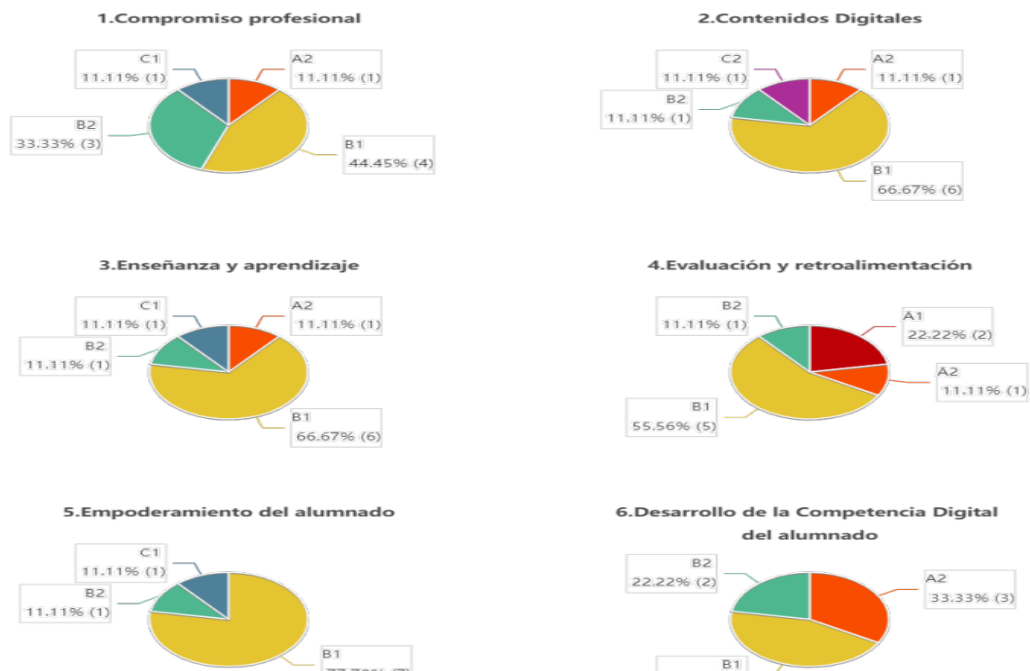 1.Compromiso profesional
C1
11.11% (1)
A2
11.11% (1)
B2
33.33% (3)
B1
44.45% (4)
2.Contenidos Digitales
C2
11.11% (1)
A2
11.11% (1)
B2
11.11% (1)
B1
66.67% (6)
3.Enseñanza y aprendizaje
C1
11.11% (1)
A2
11.11% (1)
B2
11.11% (1)
B1
66.67% (6)
4.Evaluación y retroalimentación
B2
11.11% (1)
A1
22.22% (2)
A2
11.11% (1)
B1
55.56% (5)
5.Empoderamiento del alumnado
C1
11.11% (1)
B2
11.11% (1)
B1
6.Desarrollo de la Competencia Digital
del alumnado
B2
22.22% (2)
A2
33.33% (3)
B1